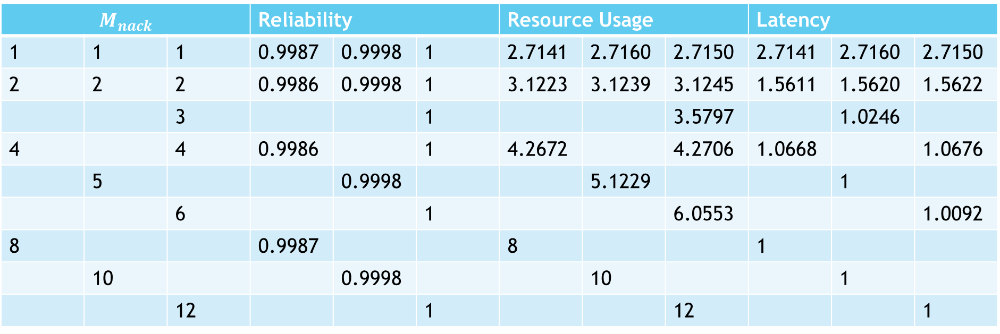 M_nack Reliability Resource Usage Latency
1 1 1 0.9987 0.9998 1 2.7141 2.7160 2.7150 2.7141 2.7160 2.7150
2 2 2 0.9986 0.9998 1 3.1223 3.1239 3.1245 1.5611 1.5620 1.5622
3 1 3.5797 1.0246
4 4 0.9986 1 4.2672 4.2706 1.0668 1.0676
5 0.9998 5.1229 1
6 1 6.0553 1.0092
8 0.9987 8 1
10 0.9998 10 1
12 1 12 1